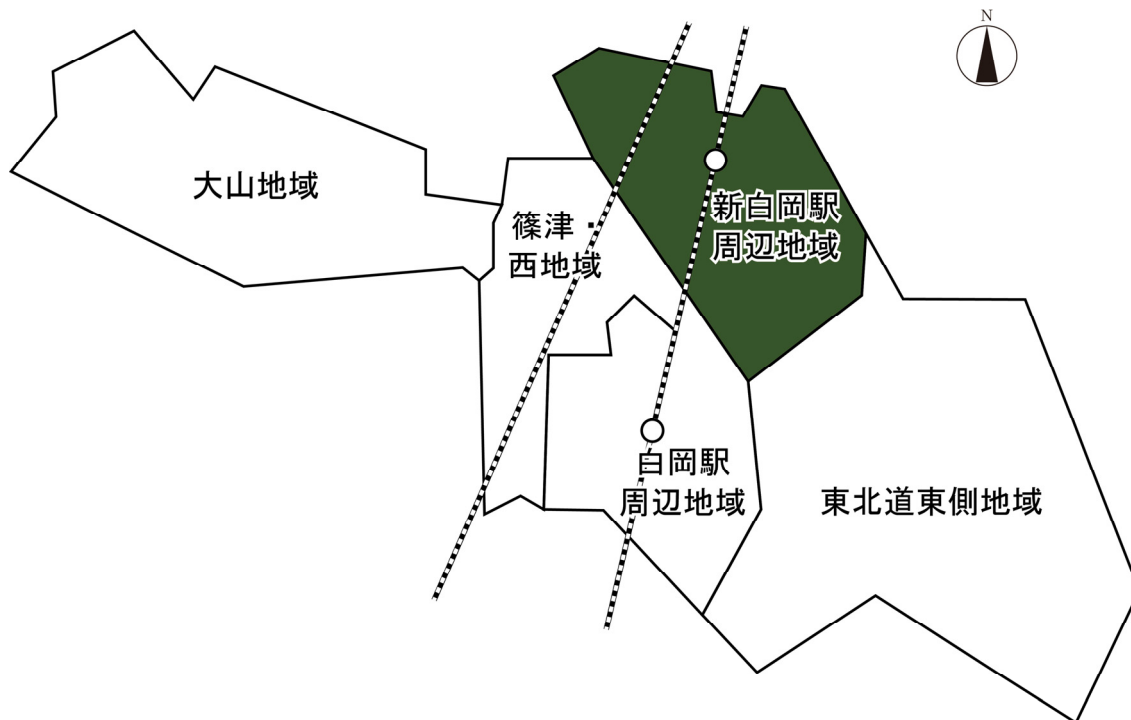 N
大山地域
篠津・
西地域
新白岡駅
周辺地域
白岡駅
周辺地域
東北道東側地域